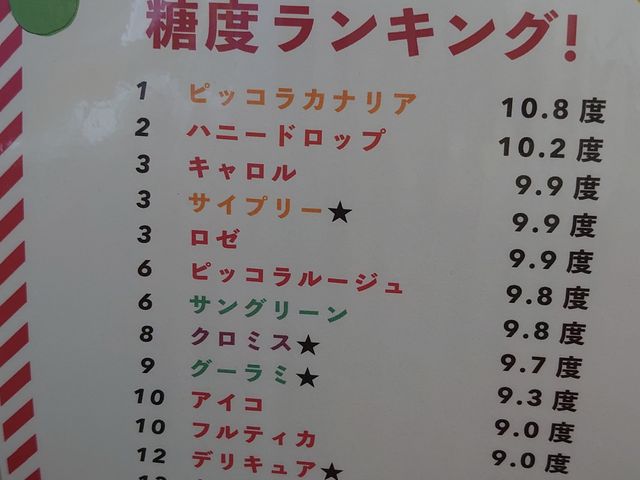 糖度ランキング!
1 ピッコラカナリア 10.8度
2 ハニードロップ 10.2度
3 キャロル 9.9度
3 サイプリー★ 9.9度
3 ロゼ 9.9度
6 ピッコラルージュ 9.8度
6 サングリーン 9.8度
8 クロミス★ 9.7度
9 グーラミ★ 9.3度
10 アイコ 9.0度
10 フルティカ 9.0度
12 デリキュア★